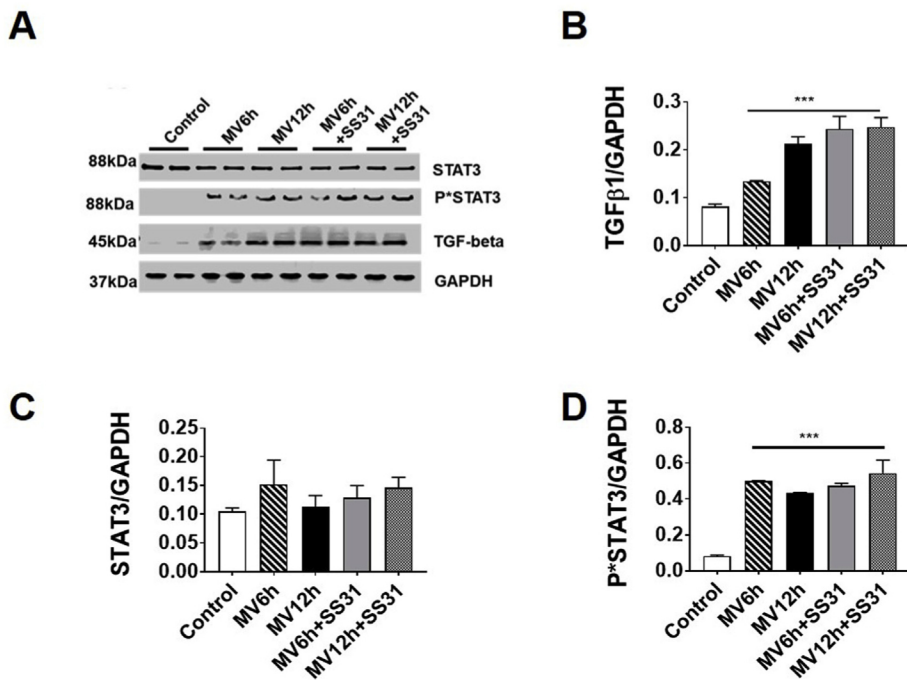 A
Control
MV6h
MV12h
MV6h
+SS31
MV12h
+SS31
88kDa
STAT3
88kDa
P*STAT3
45kDa
TGF-beta
37kDa
GAPDH
B
TGFβ1/GAPDH
***
0.3
0.2
0.1
0.0
Control
MV6h
MV12h
MV6h+SS31
MV12h+SS31
C
STAT3/GAPDH
0.25
0.20
0.15
0.10
0.05
0.00
Control
MV6h
MV12h
MV6h+SS31
MV12h+SS31
D
P*STAT3/GAPDH
***
0.8
0.6
0.4
0.2
0.0
Control
MV6h
MV12h
MV6h+SS31
MV12h+SS31